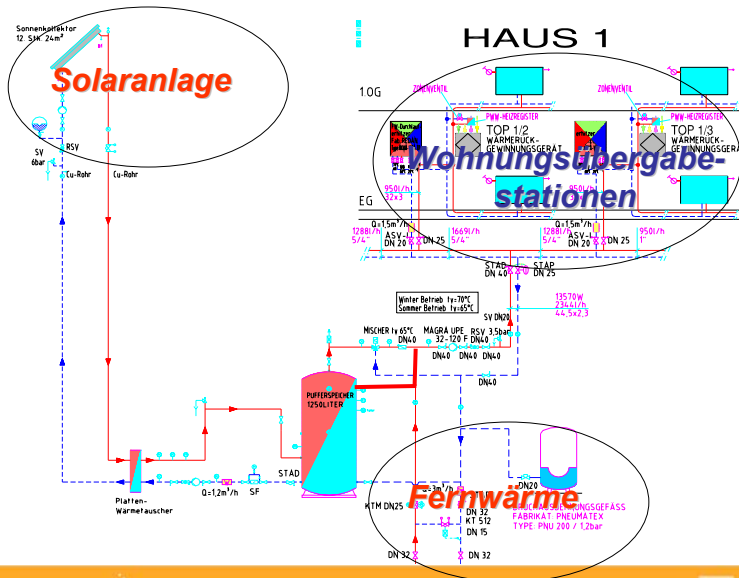 HAUS 1
Sonnenkollektor
12. Stk. 24m²
Solaranlage
SV
6bar
RSV
Cu-Rohr
Cu-Rohr
1.OG
ZONENVENTIL
ZONENVENTIL
PWW-HEIZREGISTER
PWW-HEIZREGISTER
TOP 1/2
WÄRMERÜCK-
GEWINNUNGSGERÄT
TOP 1/3
WÄRMERÜCK-
Wohnungsübergabe-
stationen
950l/h
32x3
EG
Q=1,5m³/h
Q=1,5m³/h
1288l/h
5/4"
ASV-
DN 20
DN 25
1669l/h
5/4"
1288l/h
5/4"
ASV-
DN 20
DN 25
950l/h
1"
STAD
DN 40
STAP
DN 25
Winter Betrieb tv=70°C
Sommer Betrieb tv=65°C
SV DN20
13570W
2344l/h
44,5x2,3
MISCHER tv 65°C
DN40
MAGRA UPE
32-120 F
RSV 3,5bar
DN40
DN40
DN40
DN40
DN40
PUFFERSPEICHER
1250LITER
STAD
Platten-
Wärmetauscher
Q=1,2m³/h
SF
Fernwärme
KTM DN25
DN 32
KT 512
DN 15
DN 32
DN 32
DN20
FABRIKAT: PNEUMATEX
TYPE: PNU 200 / 1,2bar